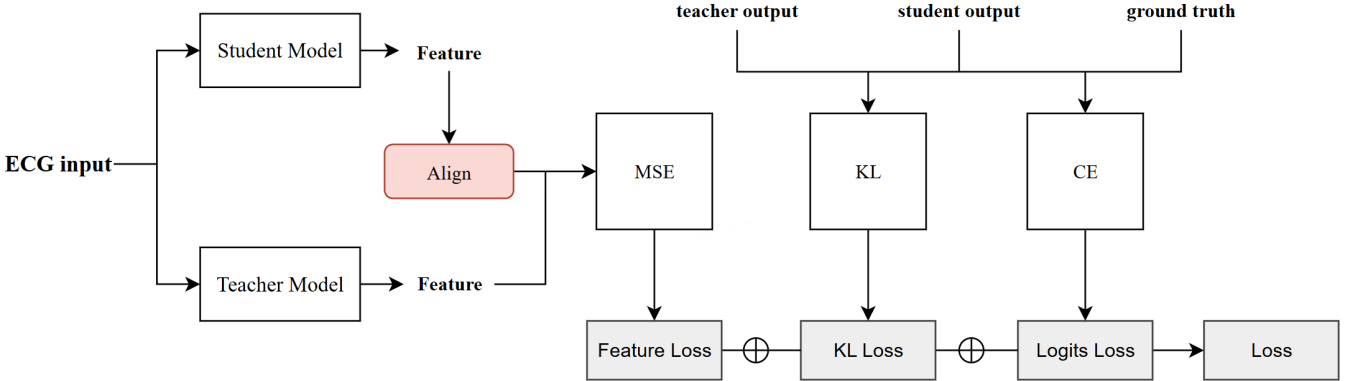 teacher output
student output
ground truth
Student Model
Feature
ECG input
Align
MSE
KL
CE
Teacher Model
Feature
Feature Loss
KL Loss
Logits Loss
Loss